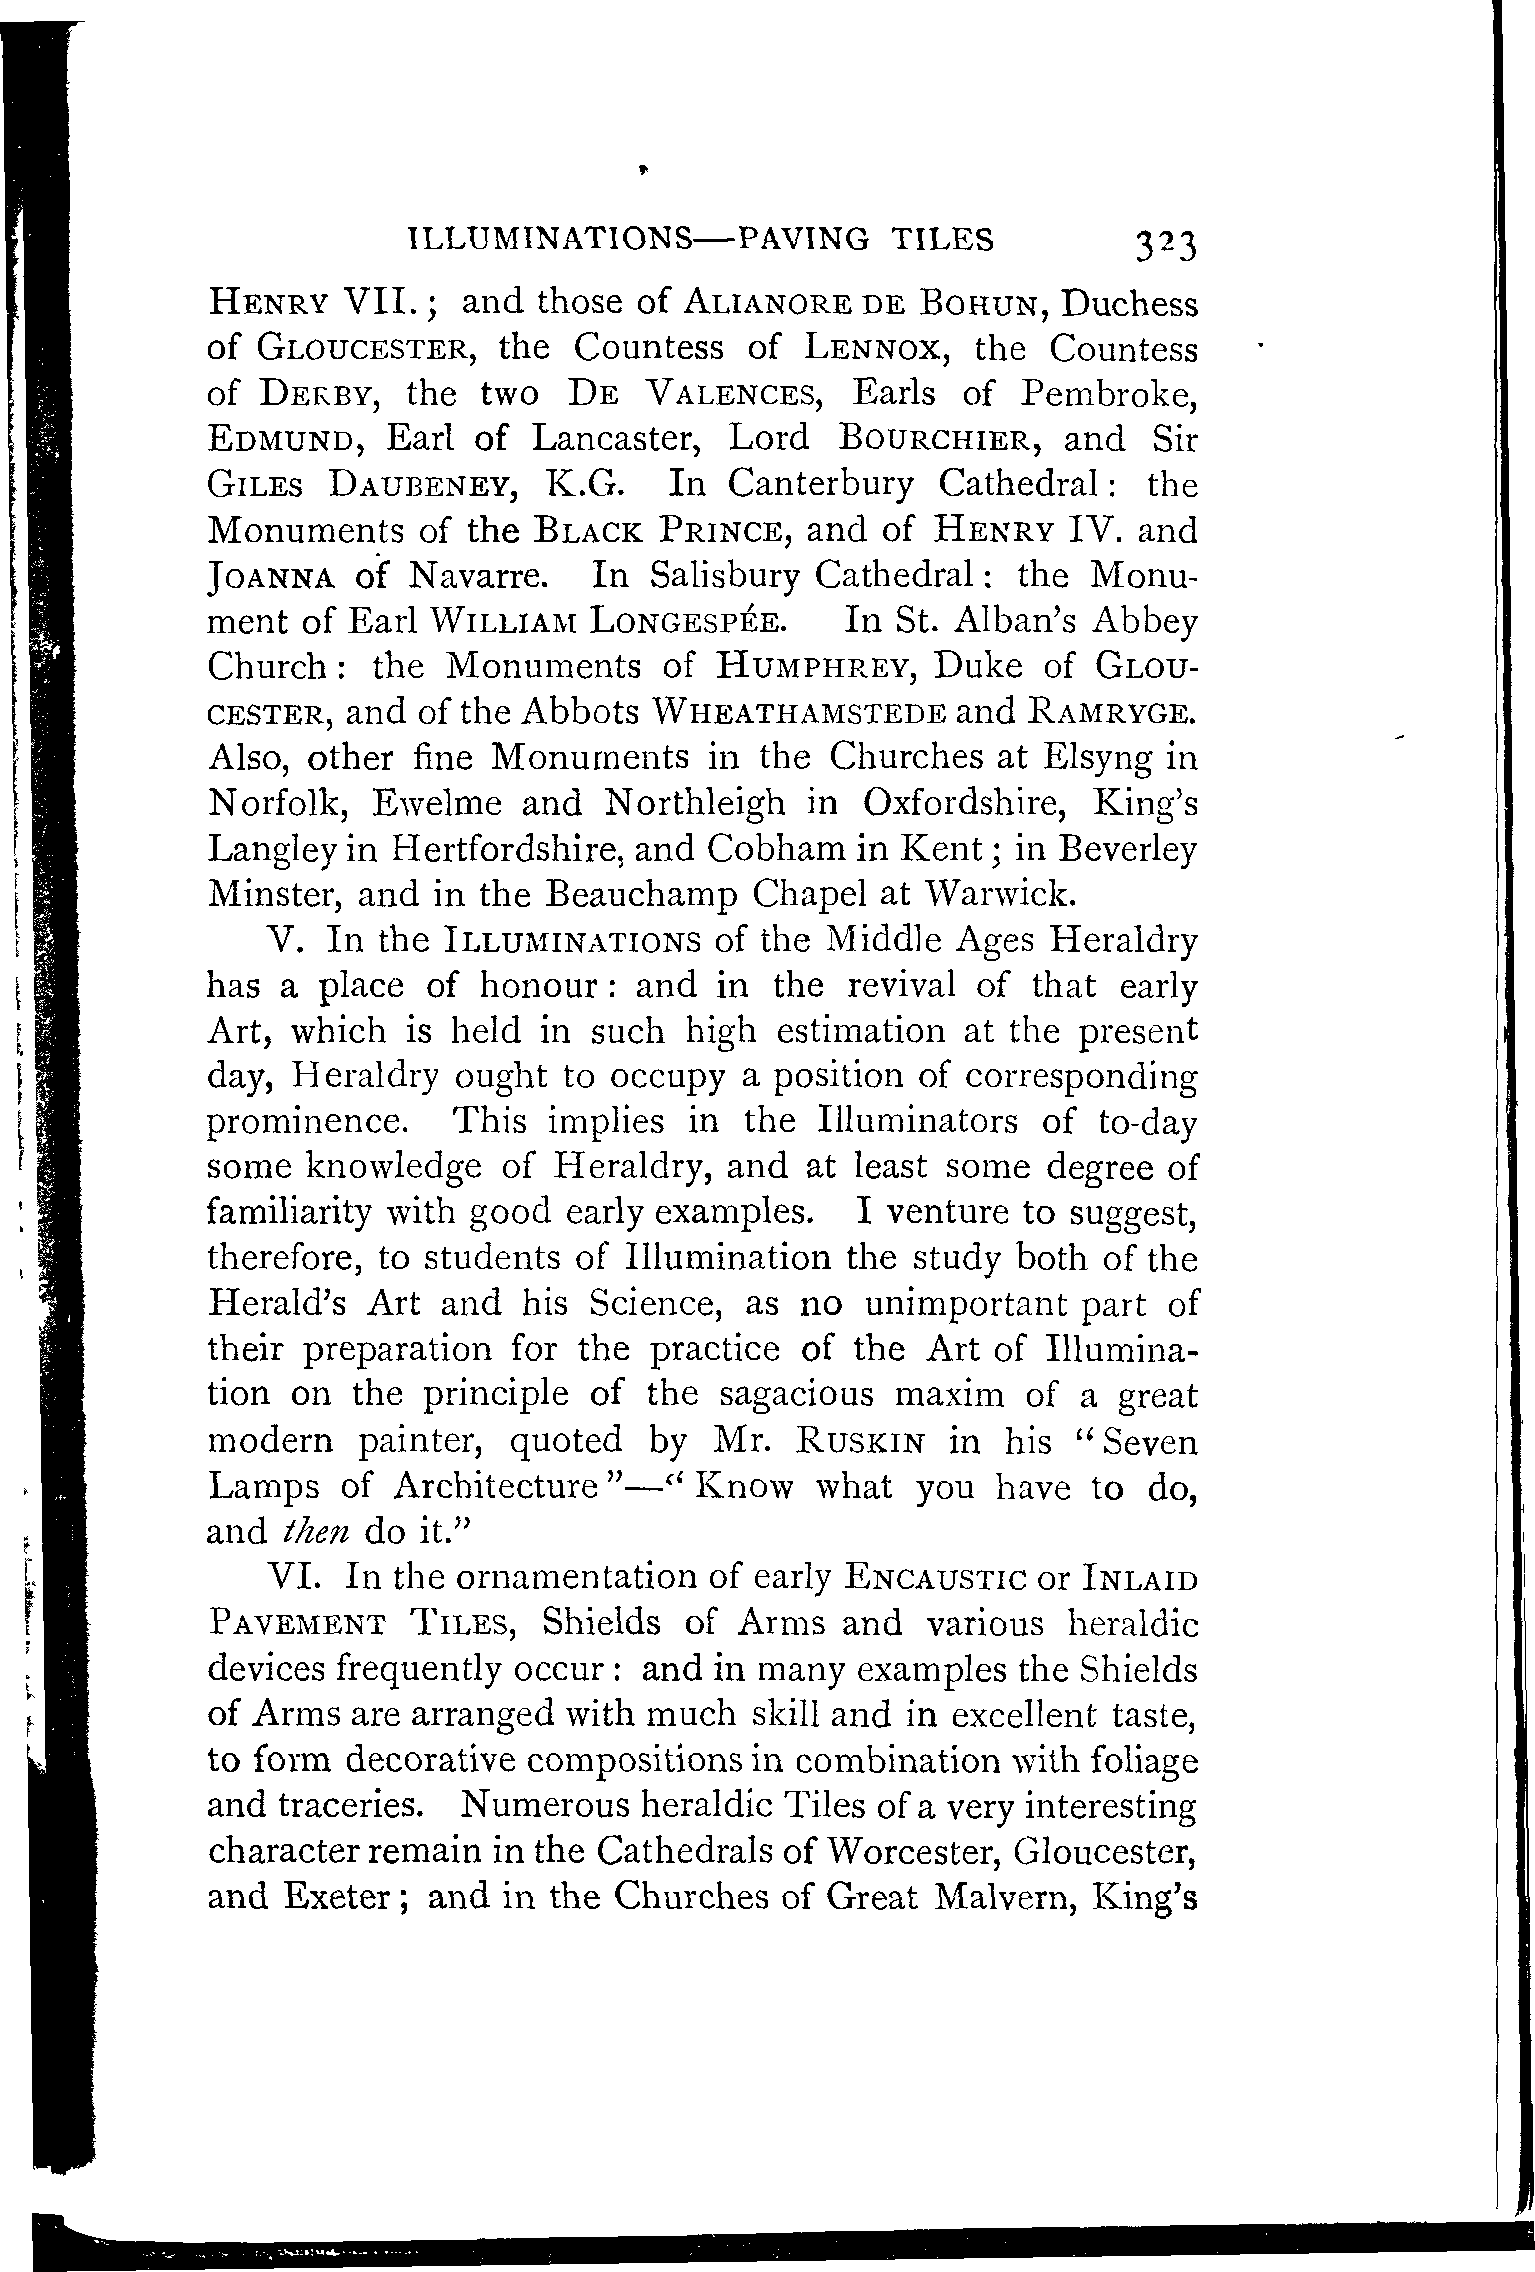 ILLUMINATIONS—PAVING TILES 323
HENRY VII.; and those of ALIANORE DE BOHUN, Duchess
of GLOUCESTER, the Countess of LENNOX, the Countess
of DERBY, the two DE VALENCES, Earls of Pembroke,
EDMUND, Earl of Lancaster, Lord BOURCHIER, and Sir
GILES DAUBENEY, K.G. In Canterbury Cathedral: the
Monuments of the BLACK PRINCE, and of HENRY IV. and
JOANNA of Navarre. In Salisbury Cathedral: the Monu-
ment of Earl WILLIAM LONGESPÉE. In St. Alban's Abbey
Church: the Monuments of HUMPHREY, Duke of GLOU-
CESTER, and of the Abbots WHEATHAMSTEDE and RAMRYGE.
Also, other fine Monuments in the Churches at Elsyng in
Norfolk, Ewelme and Northleigh in Oxfordshire, King's
Langley in Hertfordshire, and Cobham in Kent; in Beverley
Minster, and in the Beauchamp Chapel at Warwick.
V. In the ILLUMINATIONS of the Middle Ages Heraldry
has a place of honour: and in the revival of that early
Art, which is held in such high estimation at the present
day, Heraldry ought to occupy a position of corresponding
prominence. This implies in the Illuminators of to-day
some knowledge of Heraldry, and at least some degree of
familiarity with good early examples. I venture to suggest,
therefore, to students of Illumination the study both of the
Herald's Art and his Science, as no unimportant part of
their preparation for the practice of the Art of Illumina-
tion on the principle of the sagacious maxim of a great
modern painter, quoted by Mr. RUSKIN in his "Seven
Lamps of Architecture"—"Know what you have to do,
and then do it."
VI. In the ornamentation of early ENCAUSTIC or INLAID
PAVEMENT TILES, Shields of Arms and various heraldic
devices frequently occur: and in many examples the Shields
of Arms are arranged with much skill and in excellent taste,
to form decorative compositions in combination with foliage
and traceries. Numerous heraldic Tiles of a very interesting
character remain in the Cathedrals of Worcester, Gloucester,
and Exeter; and in the Churches of Great Malvern, King's